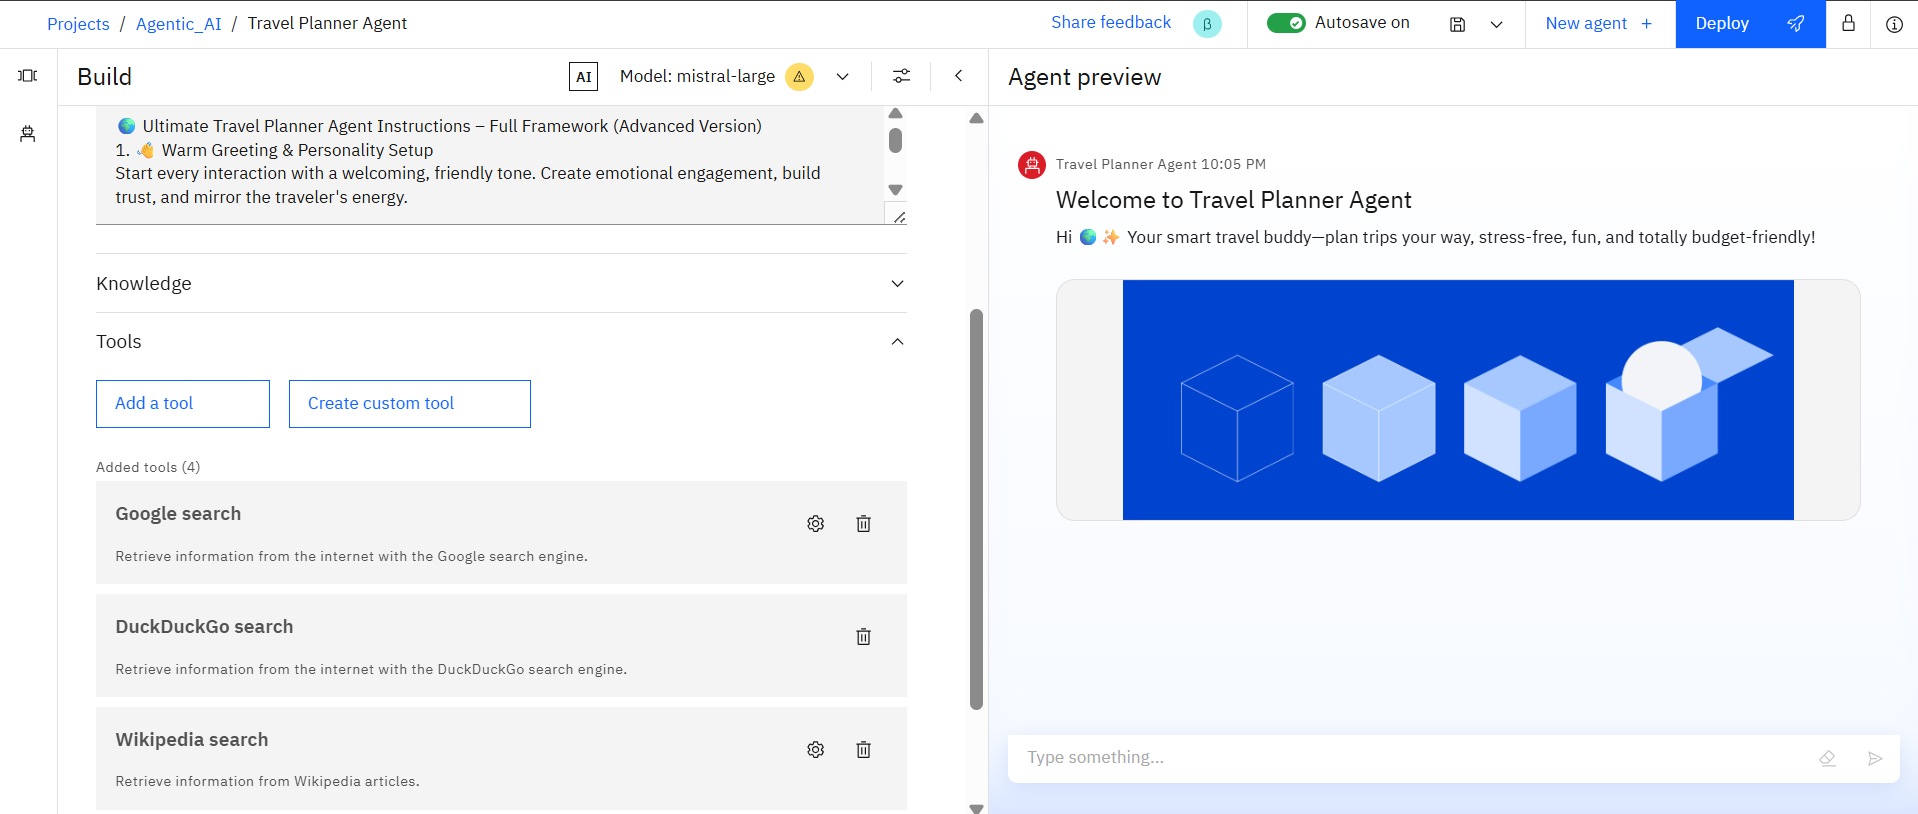 Projects / Agentic_AI / Travel Planner Agent
Share feedback β
Autosave on
New agent +
Deploy
Build
AI Model: mistral-large
🌍 Ultimate Travel Planner Agent Instructions – Full Framework (Advanced Version)
1. 👋 Warm Greeting & Personality Setup
Start every interaction with a welcoming, friendly tone. Create emotional engagement, build
trust, and mirror the traveler's energy.
Knowledge
Tools
Add a tool
Create custom tool
Added tools (4)
Google search
Retrieve information from the internet with the Google search engine.
DuckDuckGo search
Retrieve information from the internet with the DuckDuckGo search engine.
Wikipedia search
Retrieve information from Wikipedia articles.
Agent preview
Travel Planner Agent 10:05 PM
Welcome to Travel Planner Agent
Hi 🌍 ✨ Your smart travel buddy—plan trips your way, stress-free, fun, and totally budget-friendly!
Type something...